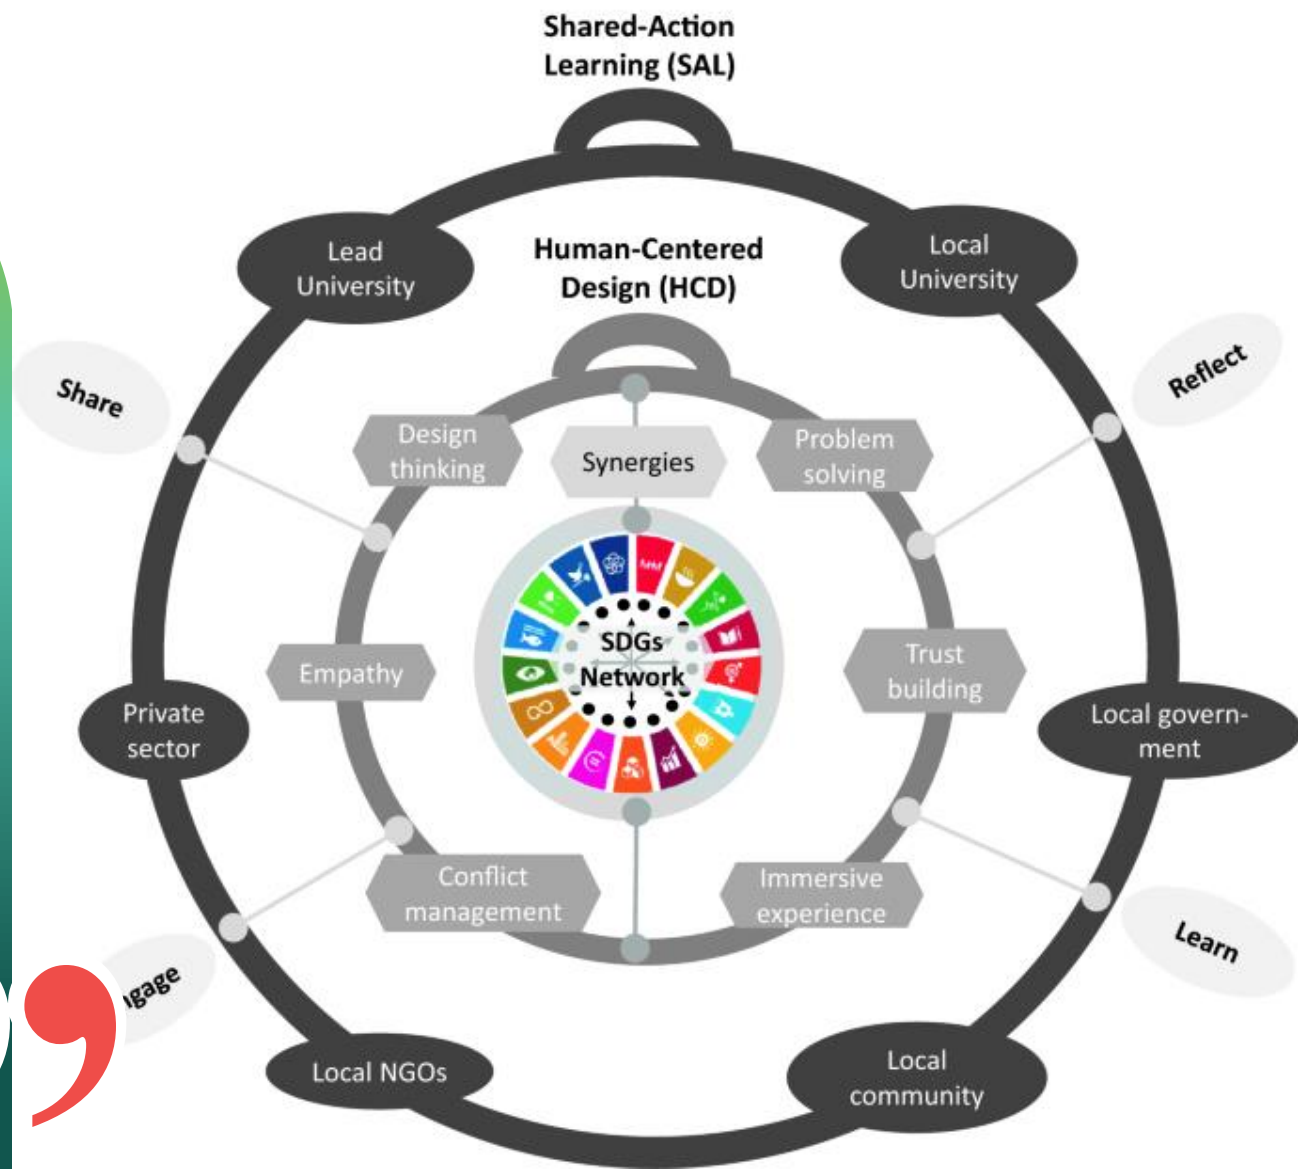 Shared-Action
Learning (SAL)
Lead
University
Local
University
Human-Centered
Design (HCD)
Share
Reflect
Design
thinking
Synergies
Problem
solving
SDGs
Network
Empathy
Trust
building
Private
sector
Local govern-
ment
Conflict
management
Immersive
experience
Learn
Local NGOs
Local
community